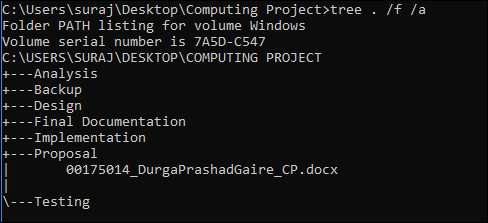 C:\Users\suraj\Desktop\Computing Project>tree . /f /a
Folder PATH listing for volume Windows
Volume serial number is 7A5D-C547
C:\USERS\SURAJ\DESKTOP\COMPUTING PROJECT
+---Analysis
+---Backup
+---Design
+---Final Documentation
+---Implementation
+---Proposal
|       00175014_DurgaPrashadGaire_CP.docx
|
\---Testing